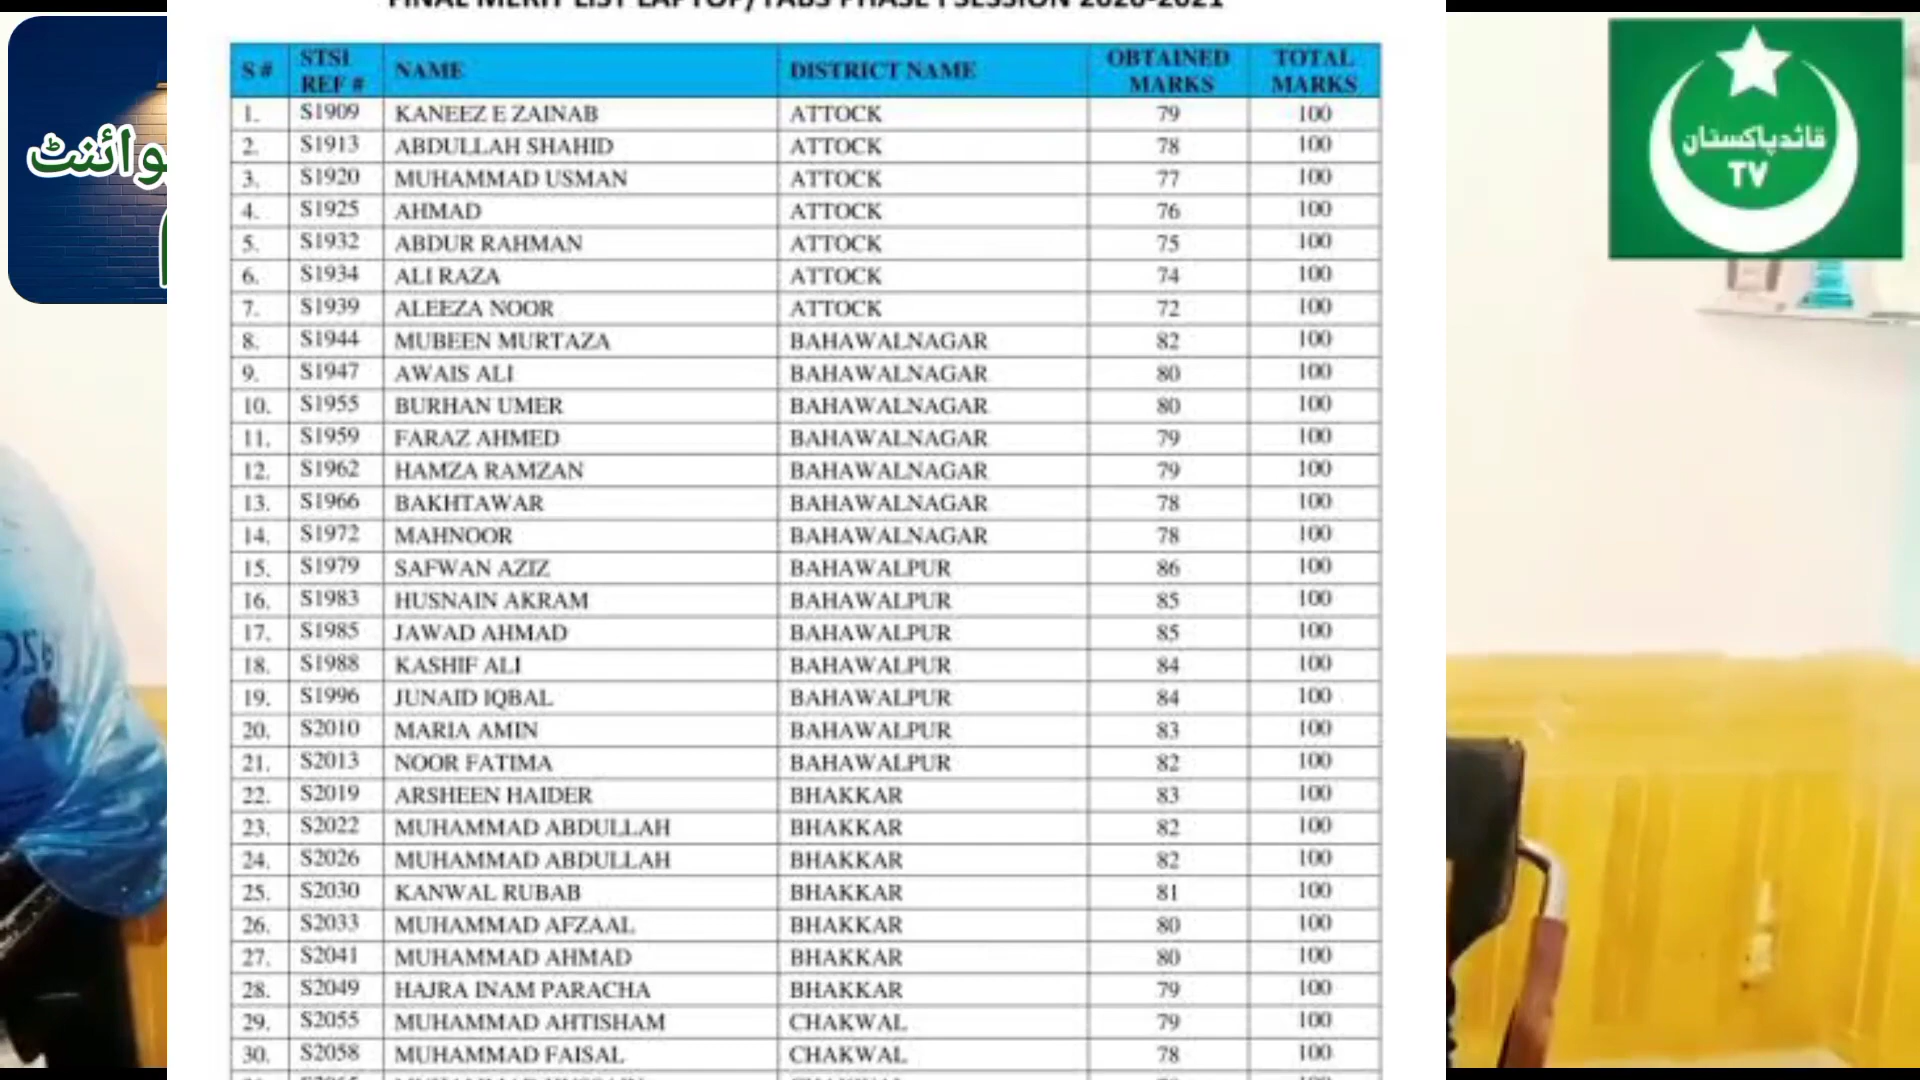 FINAL MERIT LIST LAPTOP/TABS PHASE I SESSION 2020-2021
S # STSI REF # NAME DISTRICT NAME OBTAINED MARKS TOTAL MARKS
1. S1909 KANEEZ E ZAINAB ATTOCK 79 100
2. S1913 ABDULLAH SHAHID ATTOCK 78 100
3. S1920 MUHAMMAD USMAN ATTOCK 77 100
4. S1925 AHMAD ATTOCK 76 100
5. S1932 ABDUR RAHMAN ATTOCK 75 100
6. S1934 ALI RAZA ATTOCK 74 100
7. S1939 ALEEZA NOOR ATTOCK 72 100
8. S1944 MUBEEN MURTAZA BAHAWALNAGAR 82 100
9. S1947 AWAIS ALI BAHAWALNAGAR 80 100
10. S1955 BURHAN UMER BAHAWALNAGAR 80 100
11. S1959 FARAZ AHMED BAHAWALNAGAR 79 100
12. S1962 HAMZA RAMZAN BAHAWALNAGAR 79 100
13. S1966 BAKHTAWAR BAHAWALNAGAR 78 100
14. S1972 MAHNOOR BAHAWALNAGAR 78 100
15. S1979 SAFWAN AZIZ BAHAWALPUR 86 100
16. S1983 HUSNAIN AKRAM BAHAWALPUR 85 100
17. S1985 JAWAD AHMAD BAHAWALPUR 85 100
18. S1988 KASHIF ALI BAHAWALPUR 84 100
19. S1996 JUNAID IQBAL BAHAWALPUR 84 100
20. S2010 MARIA AMIN BAHAWALPUR 83 100
21. S2013 NOOR FATIMA BAHAWALPUR 82 100
22. S2019 ARSHEEN HAIDER BHAKKAR 83 100
23. S2022 MUHAMMAD ABDULLAH BHAKKAR 82 100
24. S2026 MUHAMMAD ABDULLAH BHAKKAR 82 100
25. S2030 KANWAL RUBAB BHAKKAR 81 100
26. S2033 MUHAMMAD AFZAAL BHAKKAR 80 100
27. S2041 MUHAMMAD AHMAD BHAKKAR 80 100
28. S2049 HAJRA INAM PARACHA BHAKKAR 79 100
29. S2055 MUHAMMAD AHTISHAM CHAKWAL 79 100
30. S2058 MUHAMMAD FAISAL CHAKWAL 78 100
قائدپاکستان
TV